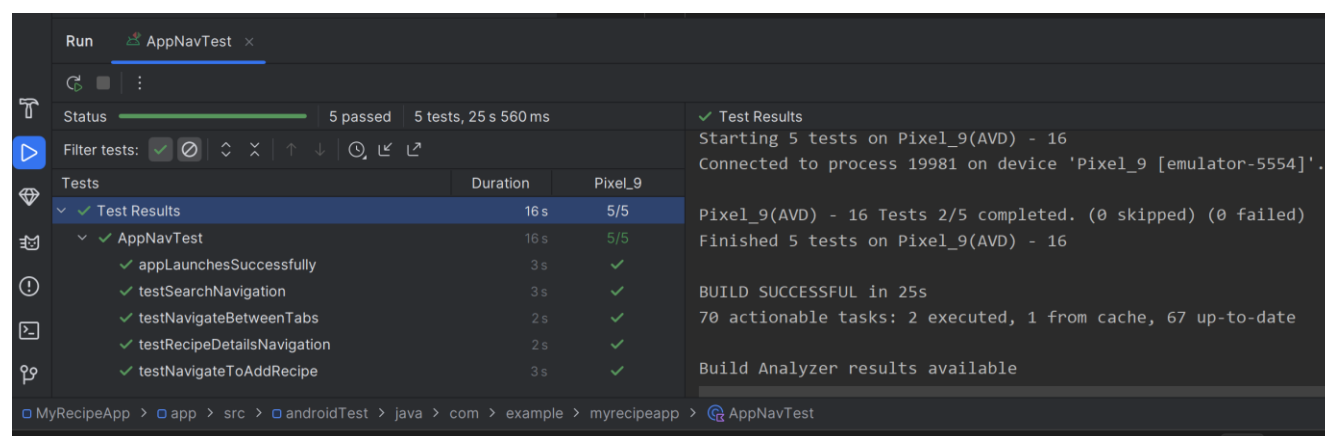 Run AppNavTest
Status 5 passed 5 tests, 25 s 560 ms
Filter tests:
Tests Duration Pixel_9
Test Results 16 s 5/5
AppNavTest 16 s 5/5
appLaunchesSuccessfully 3 s
testSearchNavigation 3 s
testNavigateBetweenTabs 2 s
testRecipeDetailsNavigation 2 s
testNavigateToAddRecipe 3 s
Test Results
Starting 5 tests on Pixel_9(AVD) - 16
Connected to process 19981 on device 'Pixel_9 [emulator-5554]'.
Pixel_9(AVD) - 16 Tests 2/5 completed. (0 skipped) (0 failed)
Finished 5 tests on Pixel_9(AVD) - 16
BUILD SUCCESSFUL in 25s
70 actionable tasks: 2 executed, 1 from cache, 67 up-to-date
Build Analyzer results available
MyRecipeApp > app > src > androidTest > java > com > example > myrecipeapp > AppNavTest